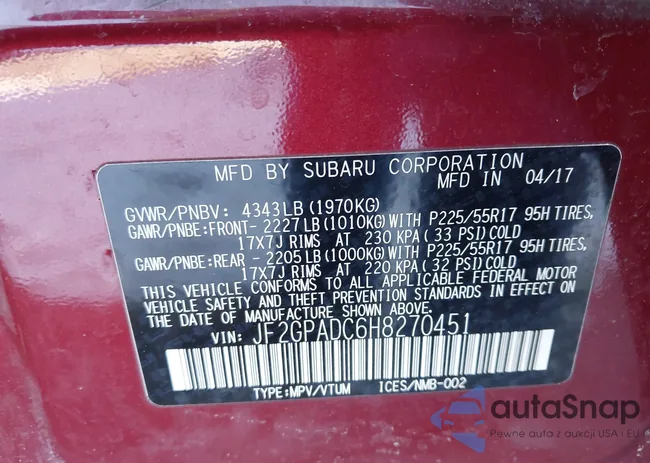 MFD BY SUBARU CORPORATION
MFD IN 04/17
GVWR/PNBV: 4343LB (1970KG)
GAWR/PNBE:FRONT- 2227LB (1010KG) WITH P225/55R17 95H TIRES,
17X7J RIMS AT 230 KPA (33 PSI) COLD
GAWR/PNBE:REAR - 2205LB (1000KG) WITH P225/55R17 95H TIRES,
17X7J RIMS AT 220 KPA (32 PSI) COLD
THIS VEHICLE CONFORMS TO ALL APPLICABLE FEDERAL MOTOR
VEHICLE SAFETY AND THEFT PREVENTION STANDARDS IN EFFECT ON
THE DATE OF MANUFACTURE SHOWN ABOVE.
VIN: JF2GPADC6H8270451
TYPE:MPV/VTUM ICES/NMB-002
autoSnap
Pewne auta z aukcji USA i EU